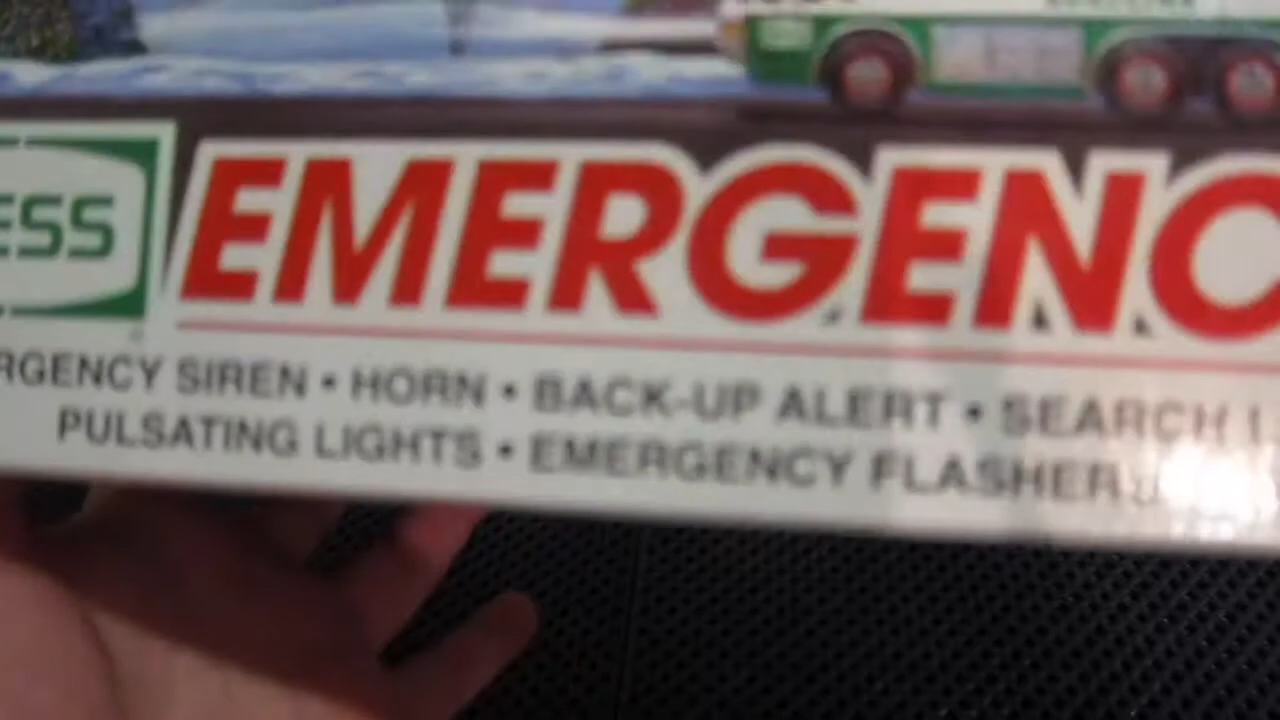 ESS EMERGENC
RGENCY SIREN • HORN • BACK-UP ALERT • SEARCH
PULSATING LIGHTS • EMERGENCY FLASHER